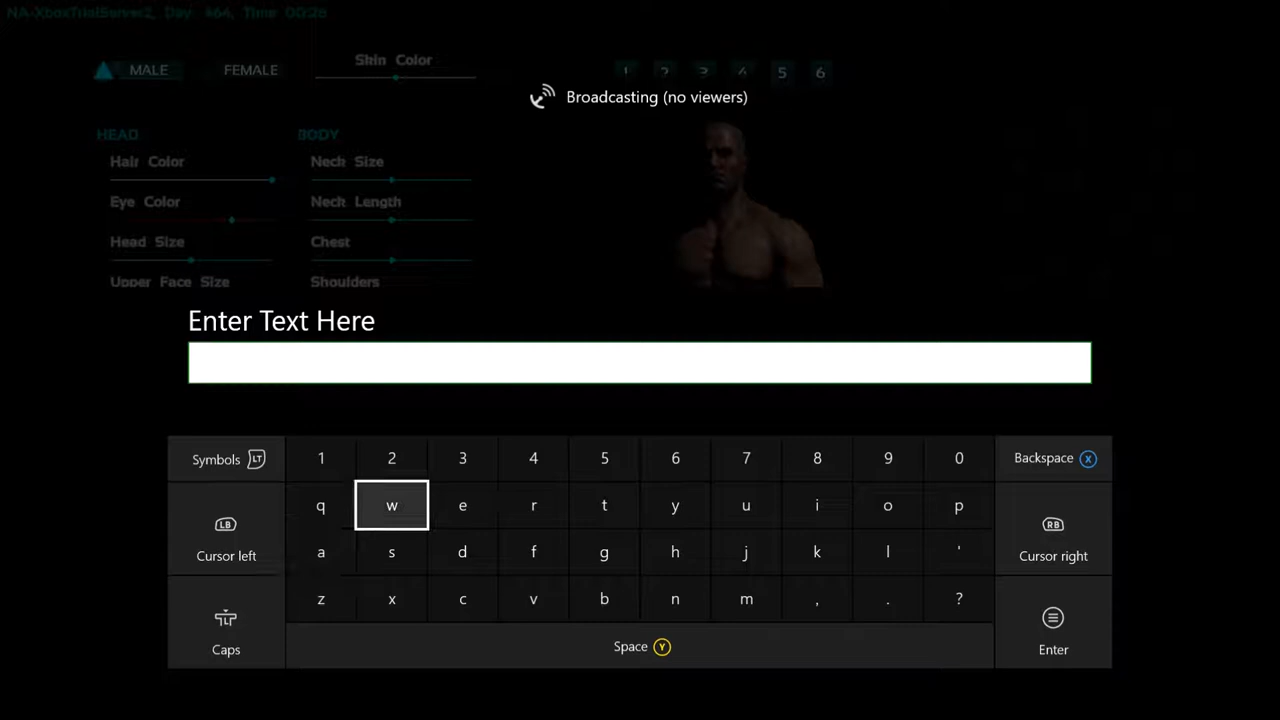 NA-XboxTrialServer2, Day 464, Time 00:26
MALE
FEMALE
Skin Color
1 2 3 4 5 6
Broadcasting (no viewers)
HEAD
BODY
Hair Color
Neck Size
Eye Color
Neck Length
Head Size
Chest
Upper Face Size
Shoulders
Enter Text Here
Symbols LT 1 2 3 4 5 6 7 8 9 0 Backspace X
q w e r t y u i o p
LB RB
Cursor left a s d f g h j k l ' Cursor right
z x c v b n m , . ?
Caps Space Y Enter